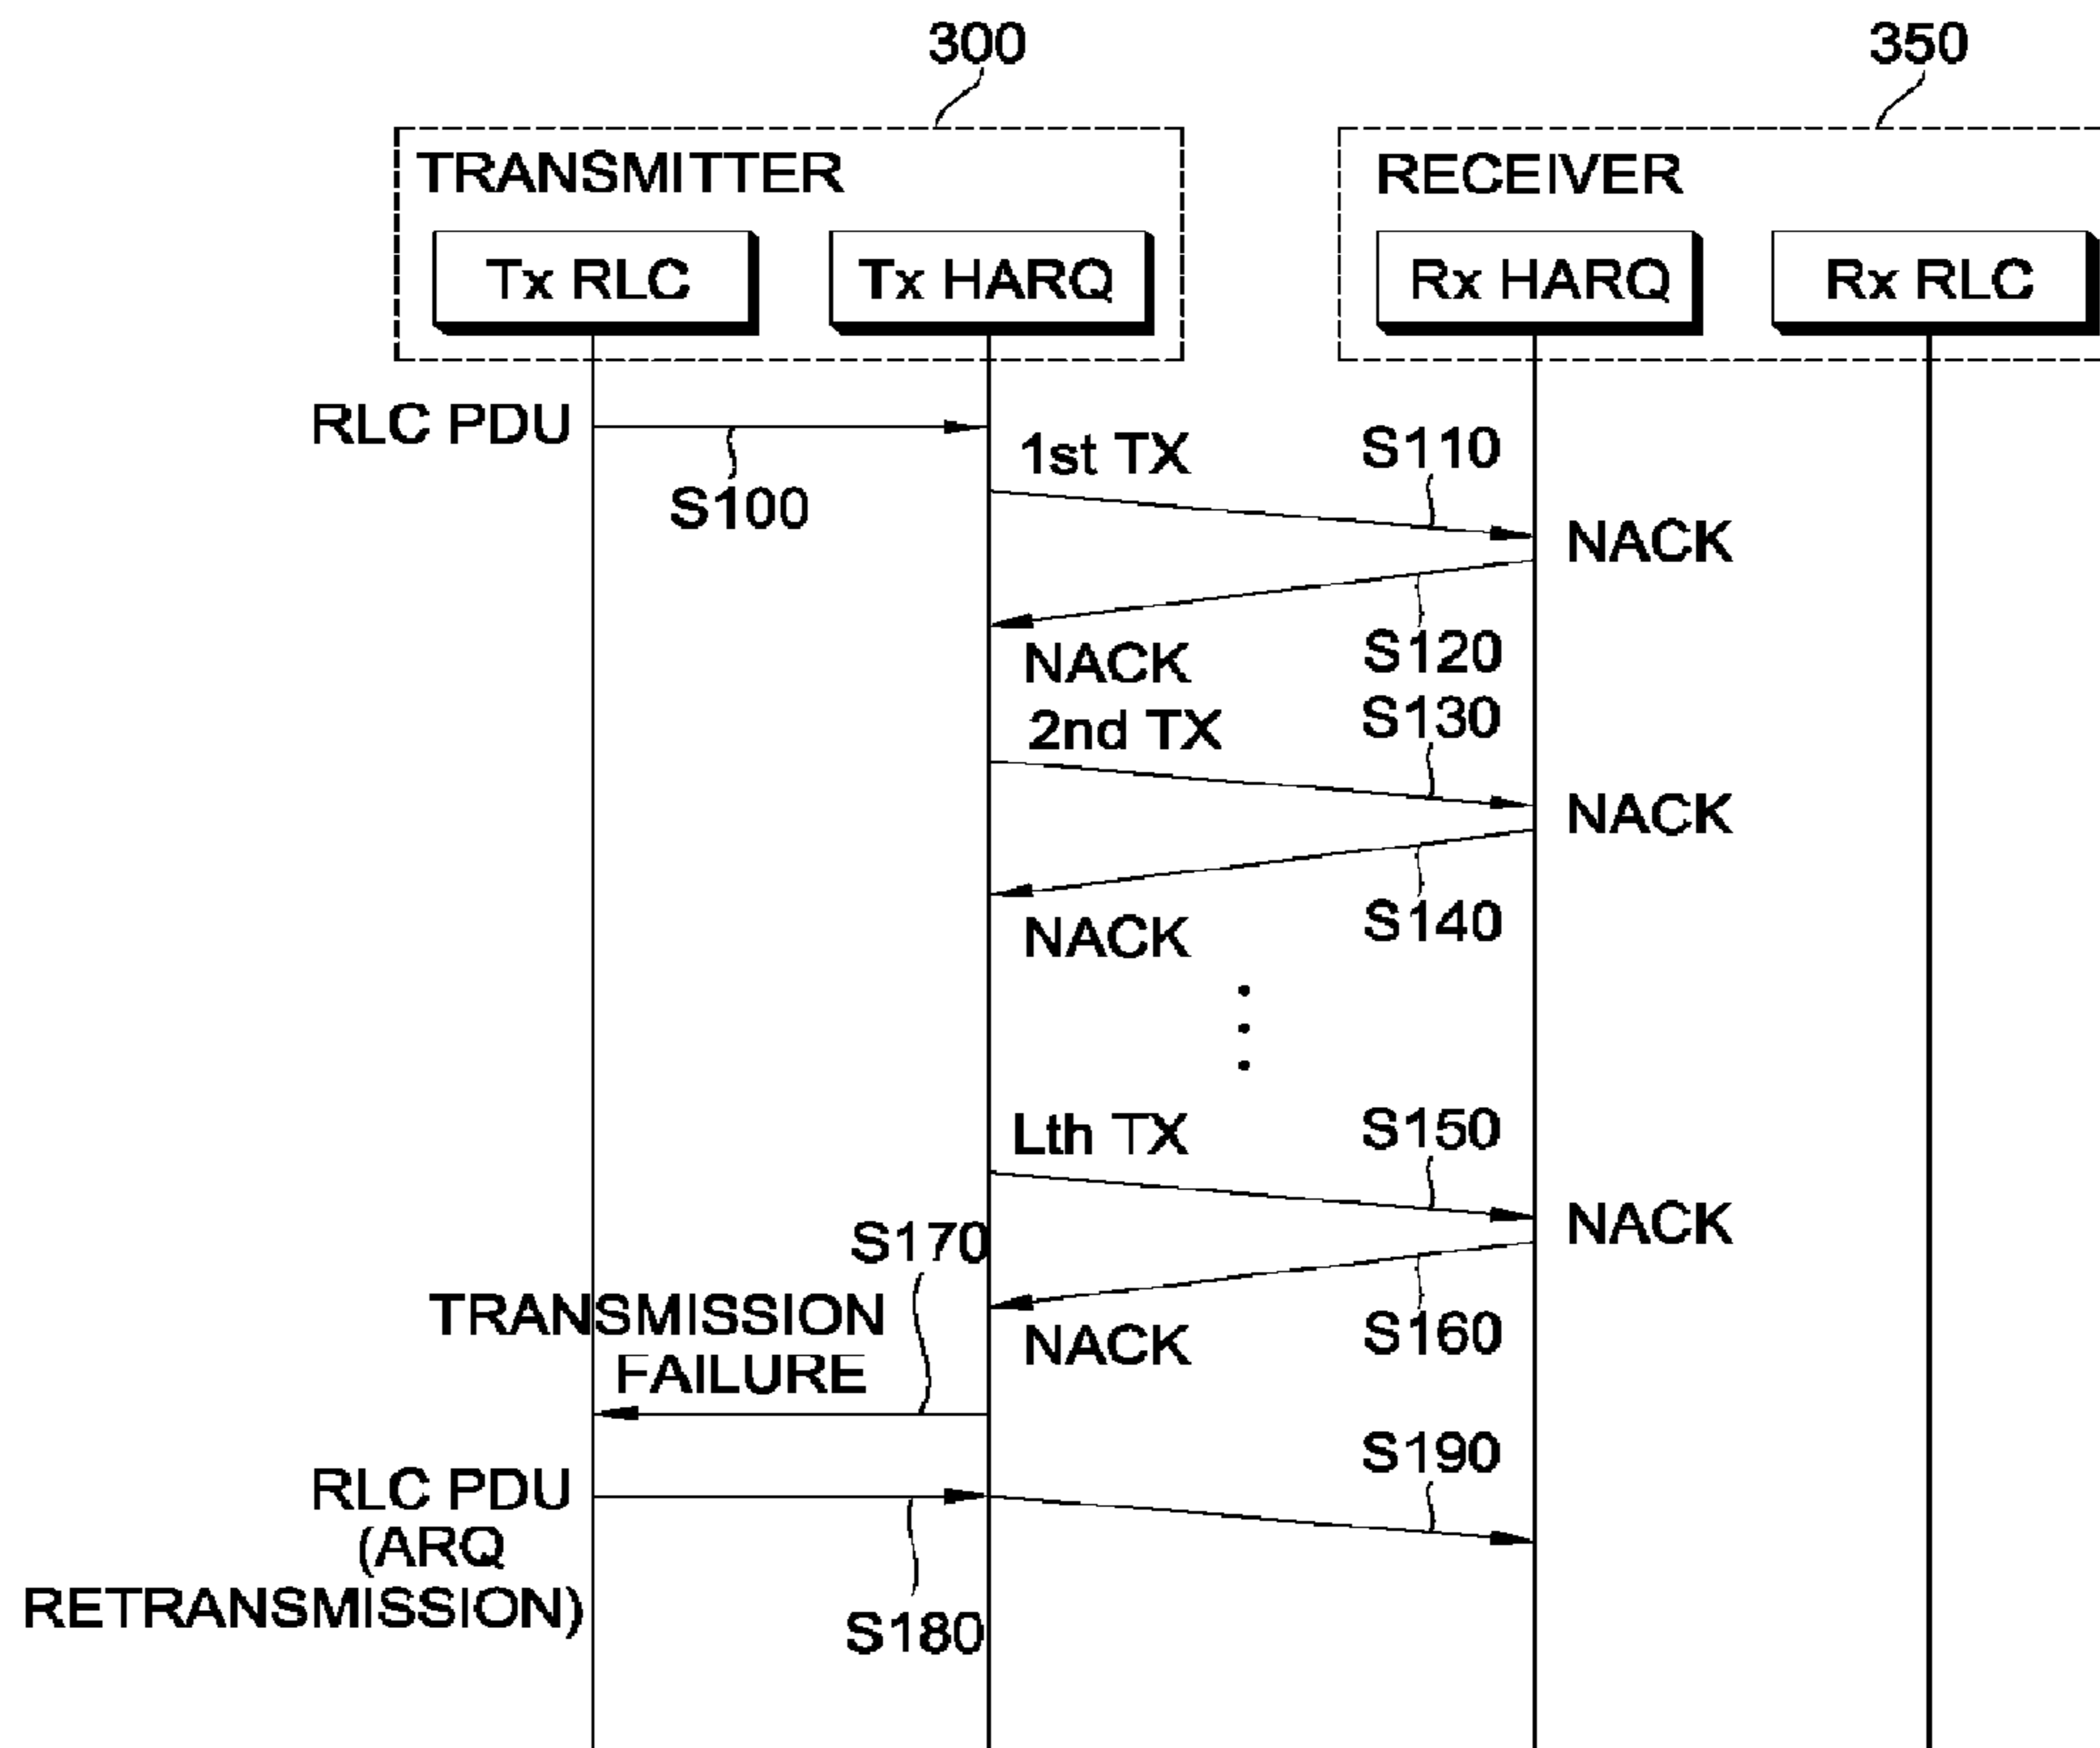 300
350
TRANSMITTER
RECEIVER
Tx RLC
Tx HARQ
Rx HARQ
Rx RLC
RLC PDU
S100
1st TX
S110
NACK
NACK
S120
2nd TX
S130
NACK
NACK
S140
Lth TX
S150
NACK
S170
NACK
S160
TRANSMISSION
FAILURE
S190
RLC PDU
(ARQ
RETRANSMISSION)
S180